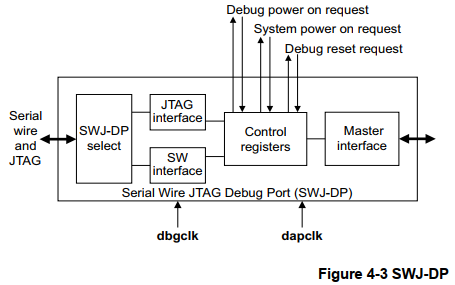 Debug power on request
System power on request
Debug reset request
Serial
wire
and
JTAG
SWJ-DP
select
JTAG
interface
SW
interface
Control
registers
Master
interface
Serial Wire JTAG Debug Port (SWJ-DP)
dbgclk
dapclk
Figure 4-3 SWJ-DP